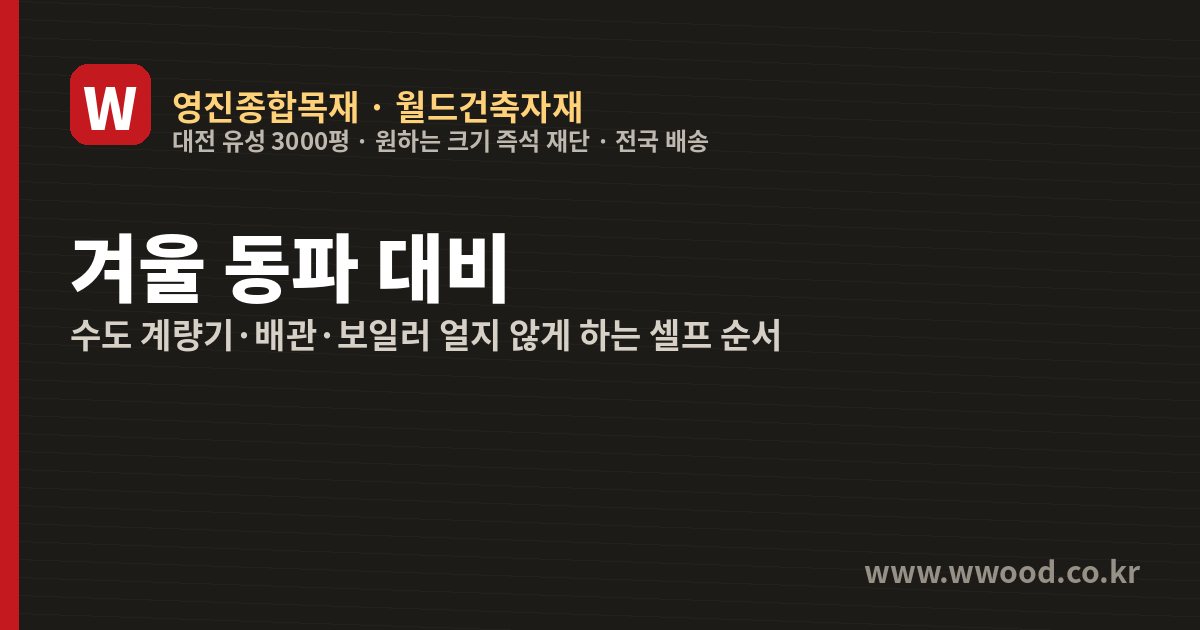 W
영진종합목재 · 월드건축자재
대전 유성 3000평 · 원하는 크기 즉석 재단 · 전국 배송
겨울 동파 대비
수도 계량기·배관·보일러 얼지 않게 하는 셀프 순서
www.wwood.co.kr